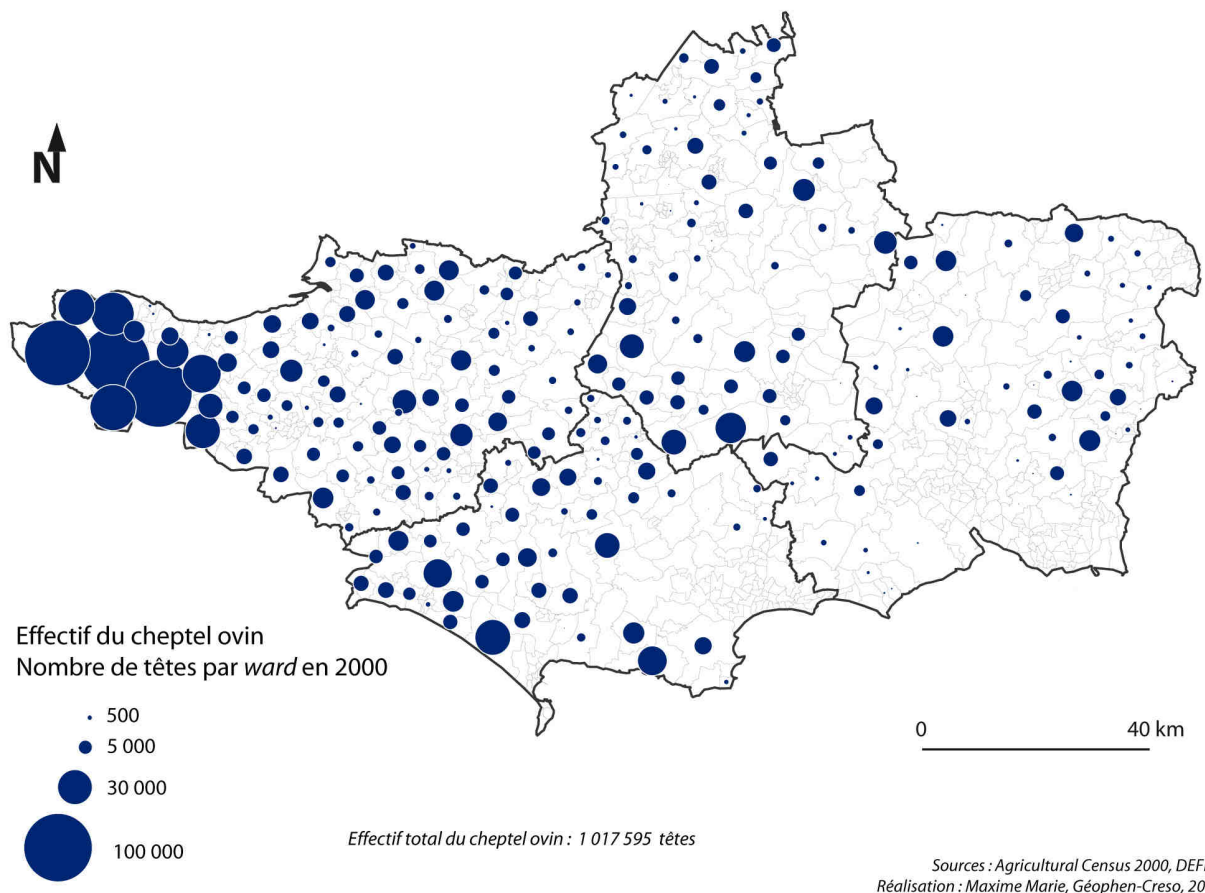 N
Effectif du cheptel ovin
Nombre de têtes par ward en 2000
500
5 000
30 000
100 000
0 40 km
Effectif total du cheptel ovin : 1 017 595 têtes
Sources : Agricultural Census 2000,
Réalisation : Maxime Marie, Géophen-Creso,